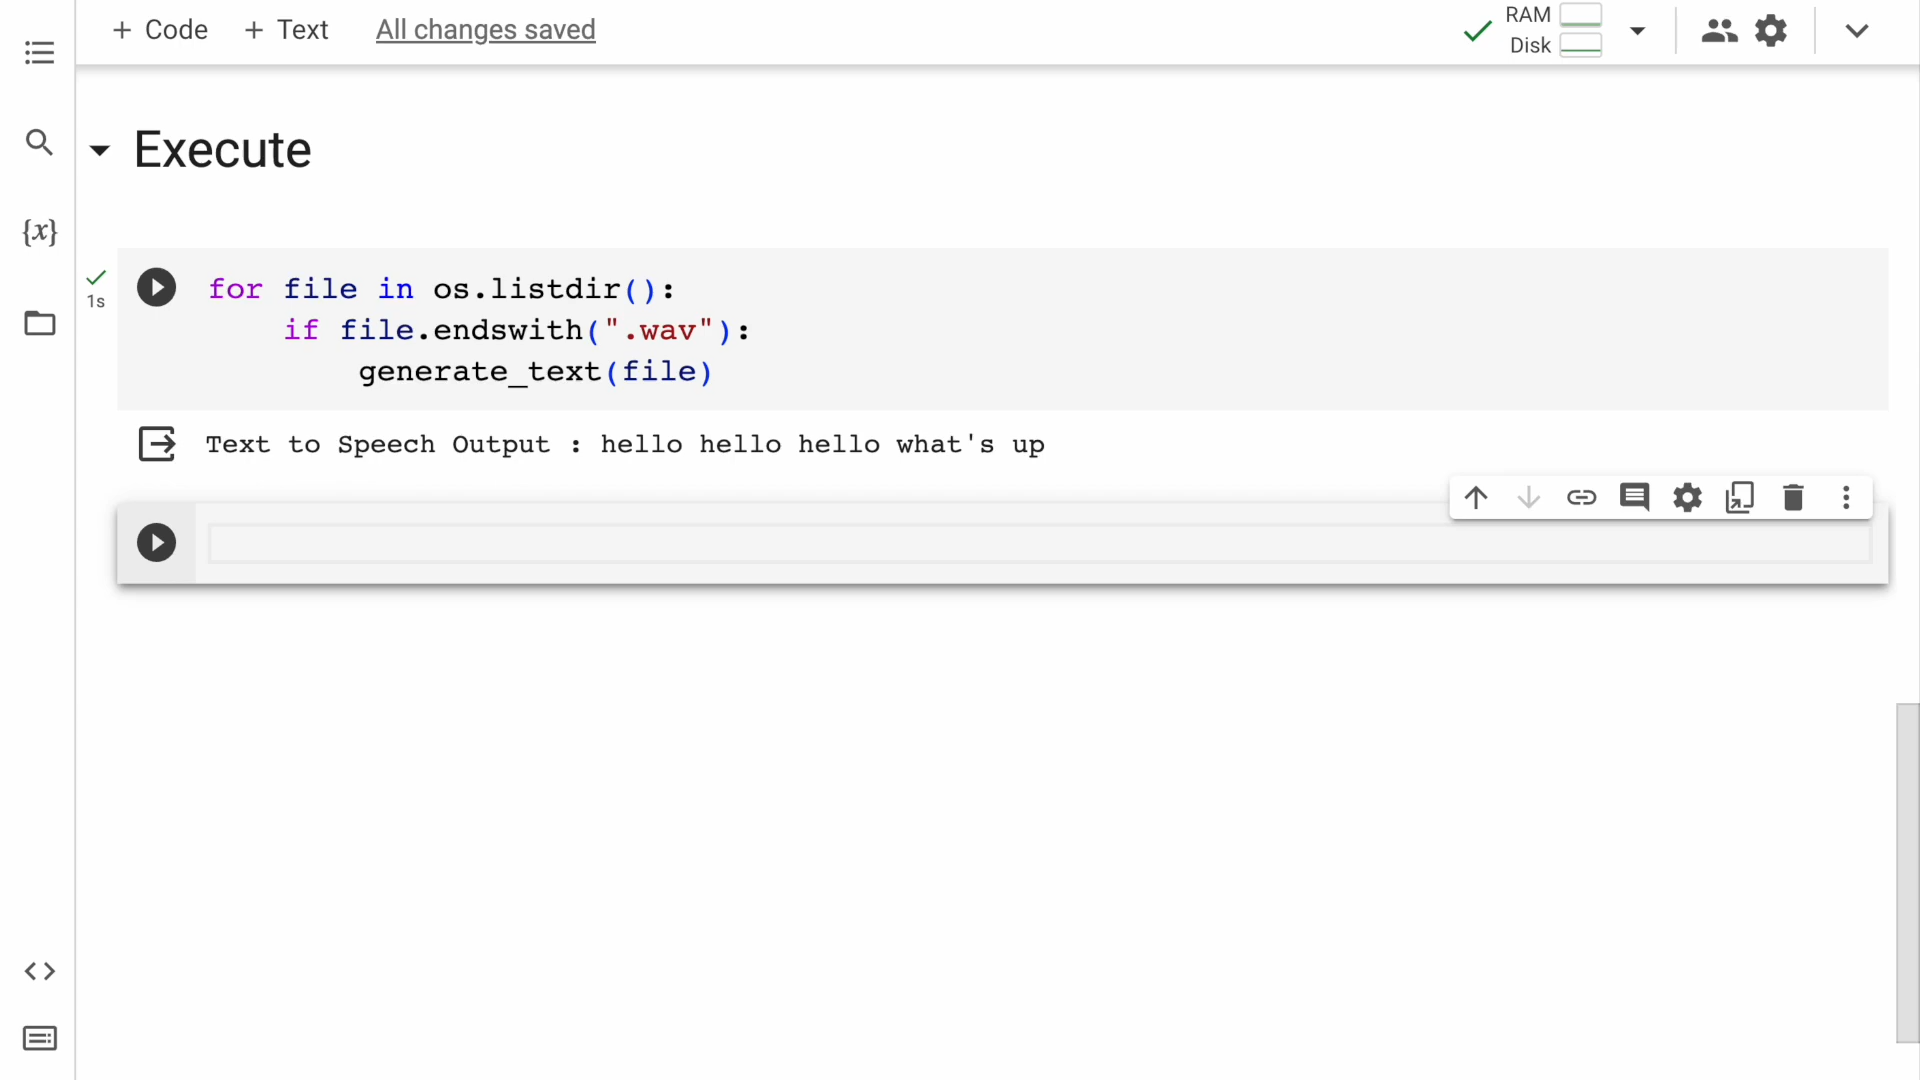 + Code + Text All changes saved
RAM
Disk
Execute
{x}
1s
for file in os.listdir():
if file.endswith(".wav"):
generate_text(file)
Text to Speech Output : hello hello hello what's up